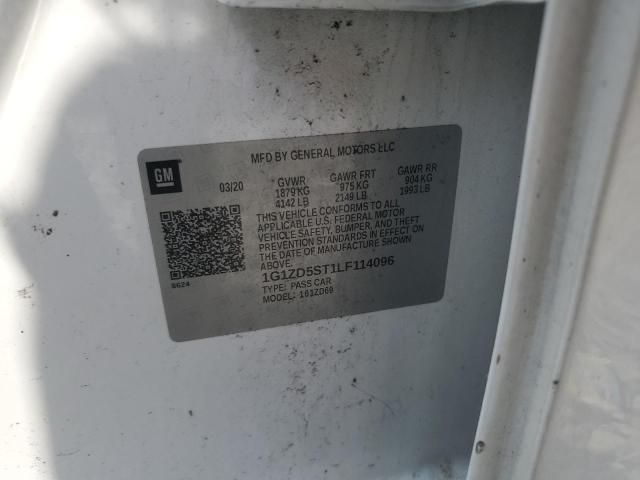 GM
MFD BY GENERAL MOTORS LLC
03/20
GVWR GAWR FRT GAWR RR
1879 KG 975 KG 904 KG
4142 LB 2149 LB 1993 LB
THIS VEHICLE CONFORMS TO ALL
APPLICABLE U.S. FEDERAL MOTOR
VEHICLE SAFETY, BUMPER, AND THEFT
PREVENTION STANDARDS IN EFFECT ON
THE DATE OF MANUFACTURE SHOWN
ABOVE.
1G1ZD5ST1LF114096
TYPE: PASS CAR
MODEL: 161ZD69
8624